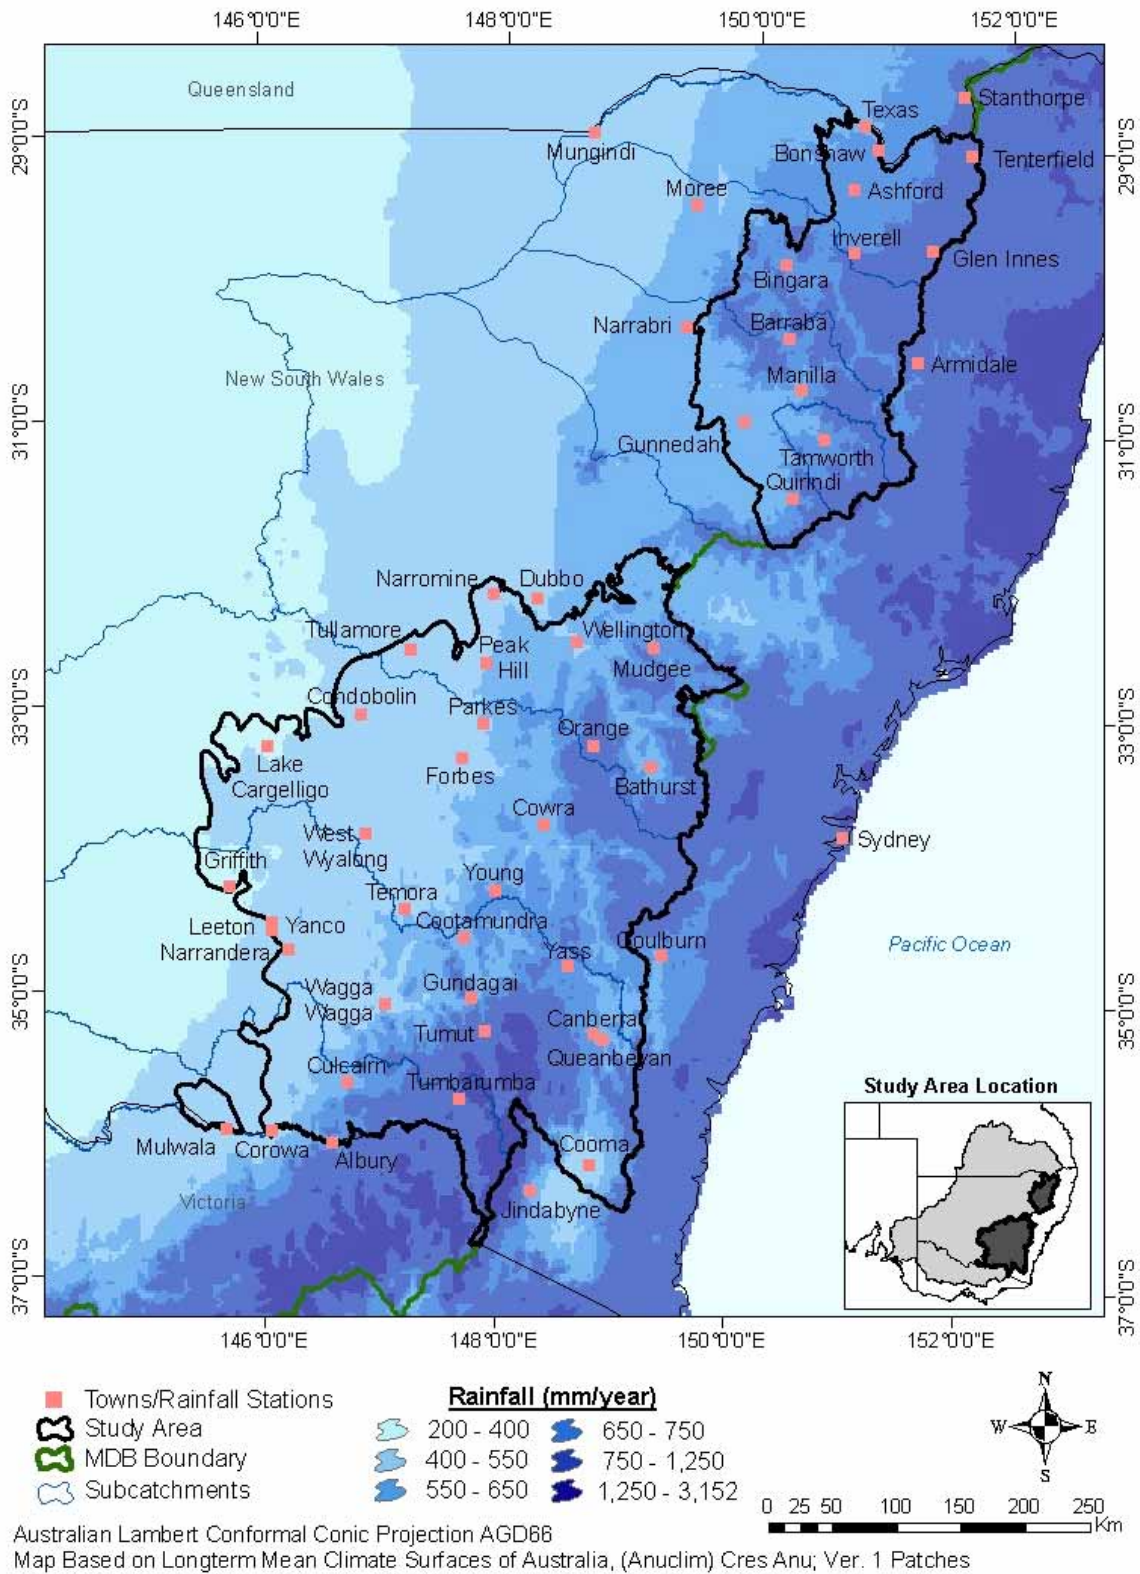 146°0'0"E 148°0'0"E 150°0'0"E 152°0'0"E
Queensland
Stanthorpe
Texas
29°0'0"S
29°0'0"S
Mungindi
Bonshaw
Tenterfield
Moree
Ashford
Inverell
Glen Innes
Bingara
Narrabri
Barraba
New South Wales
Armidale
Manilla
31°0'0"S
31°0'0"S
Gunnedah
Tamworth
Quirindi
Narromine
Dubbo
Tullamore
Wellington
Peak
Hill
Mudgee
Condobolin
Parkes
33°0'0"S
33°0'0"S
Orange
Lake
Cargelligo
Forbes
Bathurst
Cowra
West
Wyalong
Sydney
Griffith
Young
Temora
Leeton
Yanco
Cootamundra
Narrandera
Goulburn
Pacific Ocean
Yass
Wagga
Wagga
Gundagai
35°0'0"S
35°0'0"S
Tumut
Canberra
Queanbeyan
Culcairn
Tumbarumba
Study Area Location
Mulwala
Corowa
Albury
Cooma
Victoria
Jindabyne
37°0'0"S
37°0'0"S
146°0'0"E 148°0'0"E 150°0'0"E 152°0'0"E
Towns/Rainfall Stations
Study Area
MDB Boundary
Subcatchments
Rainfall (mm/year)
200 - 400
400 - 550
550 - 650
650 - 750
750 - 1,250
1,250 - 3,152
N
W E
S
0 25 50 100 150 200 250
Km
Australian Lambert Conformal Conic Projection AGD66
Map Based on Longterm Mean Climate Surfaces of Australia, (Anuclim) Cres Anu; Ver. 1 Patches